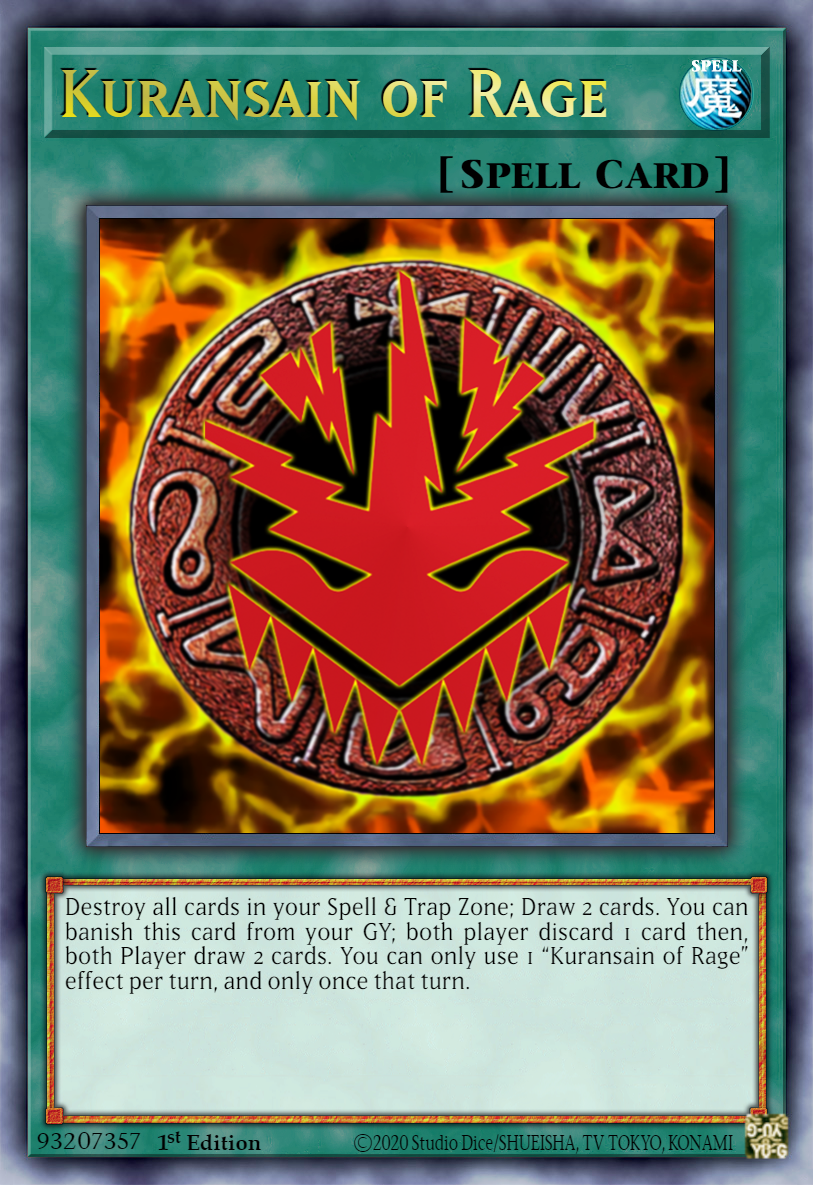 Kuransain of Rage
SPELL
魔
[Spell Card]
Destroy all cards in your Spell & Trap Zone; Draw 2 cards. You can
banish this card from your GY; both player discard 1 card then,
both Player draw 2 cards. You can only use 1 “Kuransain of Rage”
effect per turn, and only once that turn.
93207357 1st Edition ©2020 Studio Dice/SHUEISHA, TV TOKYO, KONAMI